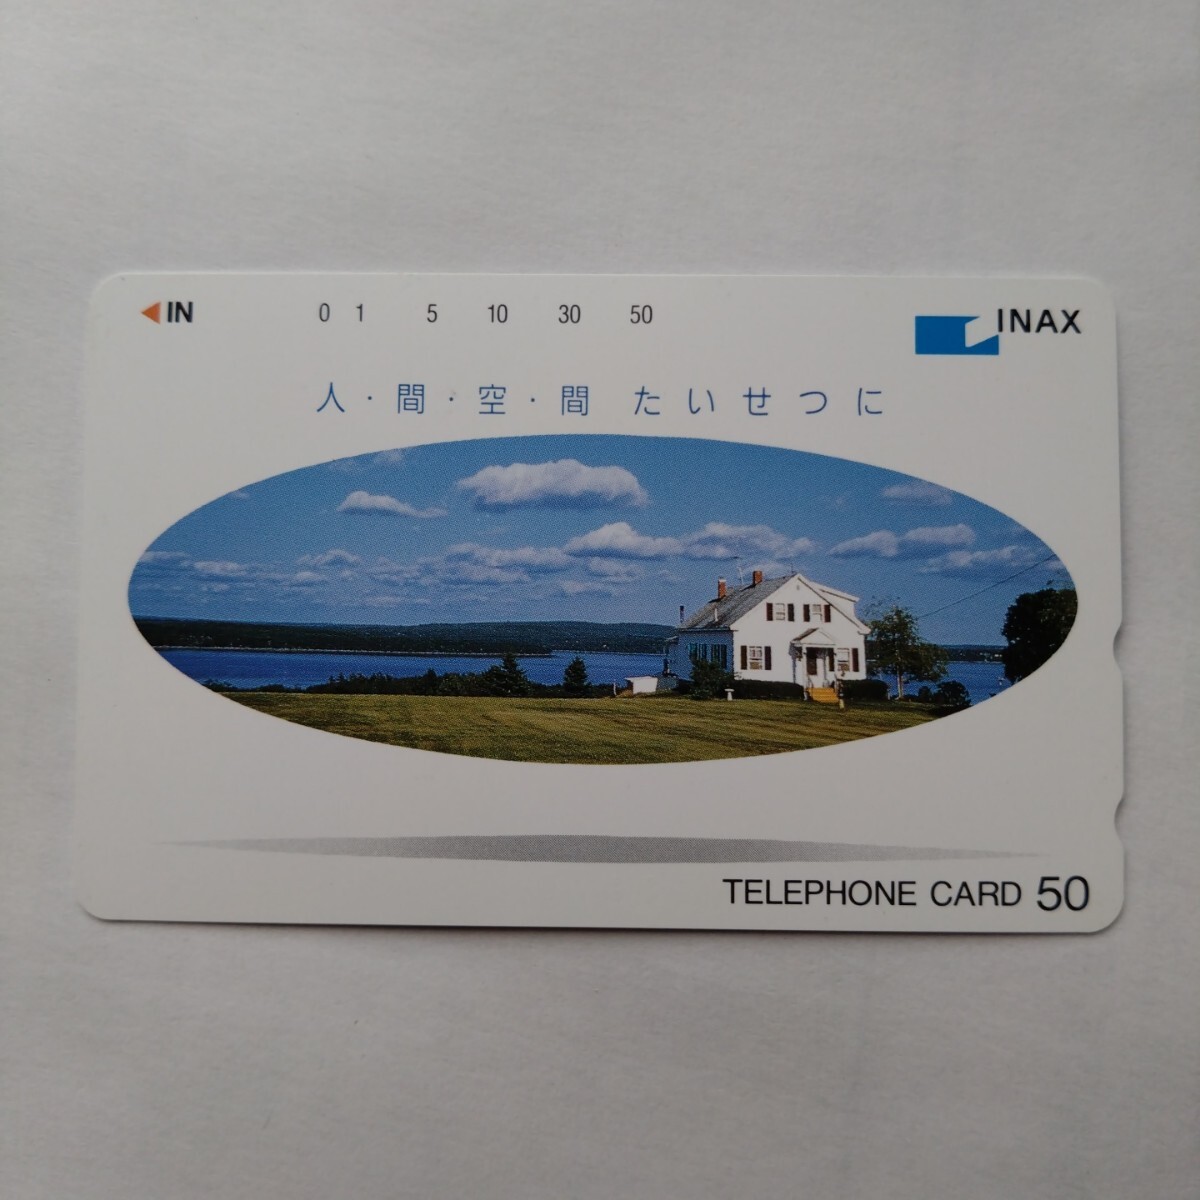 ◀IN 0 1 5 10 30 50
INAX
人・間・空・間 たいせつに
TELEPHONE CARD 50